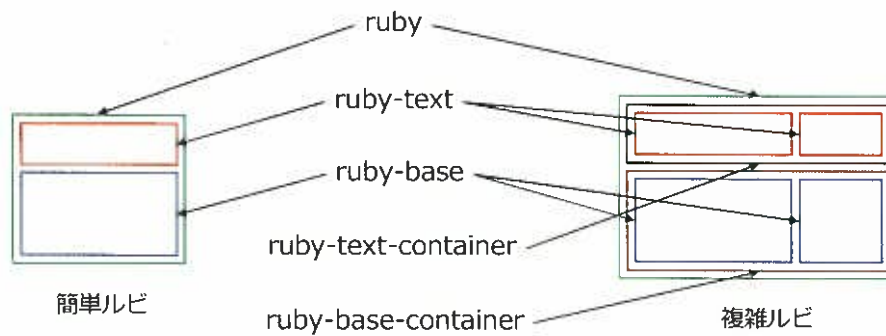 ruby
ruby-text
ruby-base
ruby-text-container
ruby-base-container
簡単ルビ
複雑ルビ